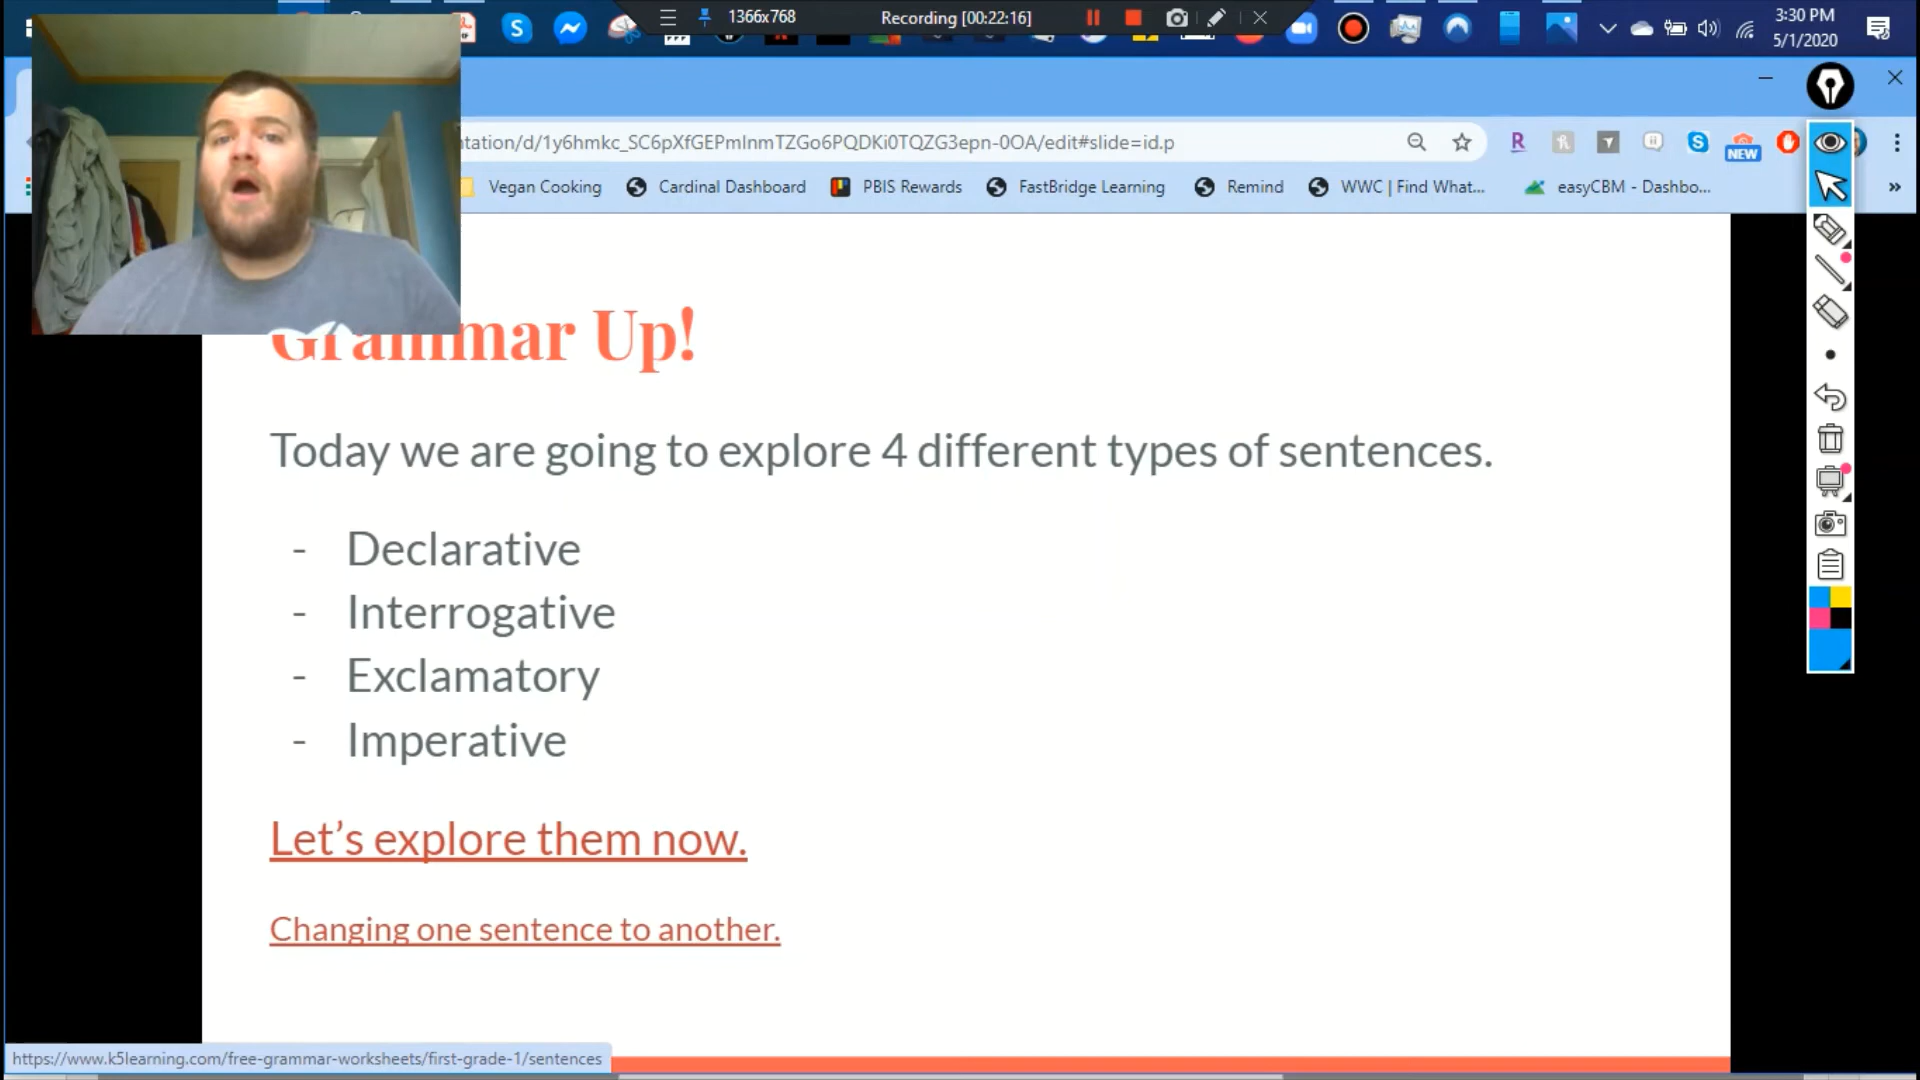 1366x768
Recording [00:22:16]
3:30 PM
5/1/2020
ntation/d/1y6hmkc_SC6pXfGEPmlnmTZGo6PQDKi0TQZG3epn-0OA/edit#slide=id.p
NEW
Vegan Cooking
Cardinal Dashboard
PBIS Rewards
FastBridge Learning
Remind
WWC | Find What...
easyCBM - Dashbo...
»
Grammar Up!
Today we are going to explore 4 different types of sentences.
- Declarative
- Interrogative
- Exclamatory
- Imperative
Let's explore them now.
Changing one sentence to another.
https://www.k5learning.com/free-grammar-worksheets/first-grade-1/sentences